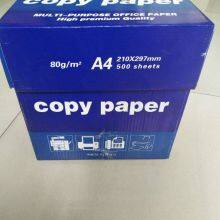 copy paper
MULTI-PURPOSE OFFICE PAPER
High Premium Quality
80g/m² A4 210X297mm
500 sheets
copy paper